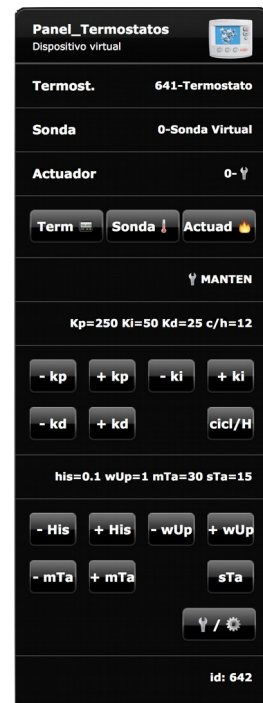 Panel_Termostatos
Dispositivo virtual
Termost. 641-Termostato
Sonda 0-Sonda Virtual
Actuador 0-
Term Sonda Actuad
MANTEN
Kp=250 Ki=50 Kd=25 c/h=12
- kp + kp - ki + ki
- kd + kd cicl/H
his=0.1 wUp=1 mTa=30 sTa=15
- His + His - wUp + wUp
- mTa + mTa sTa
/
id: 642